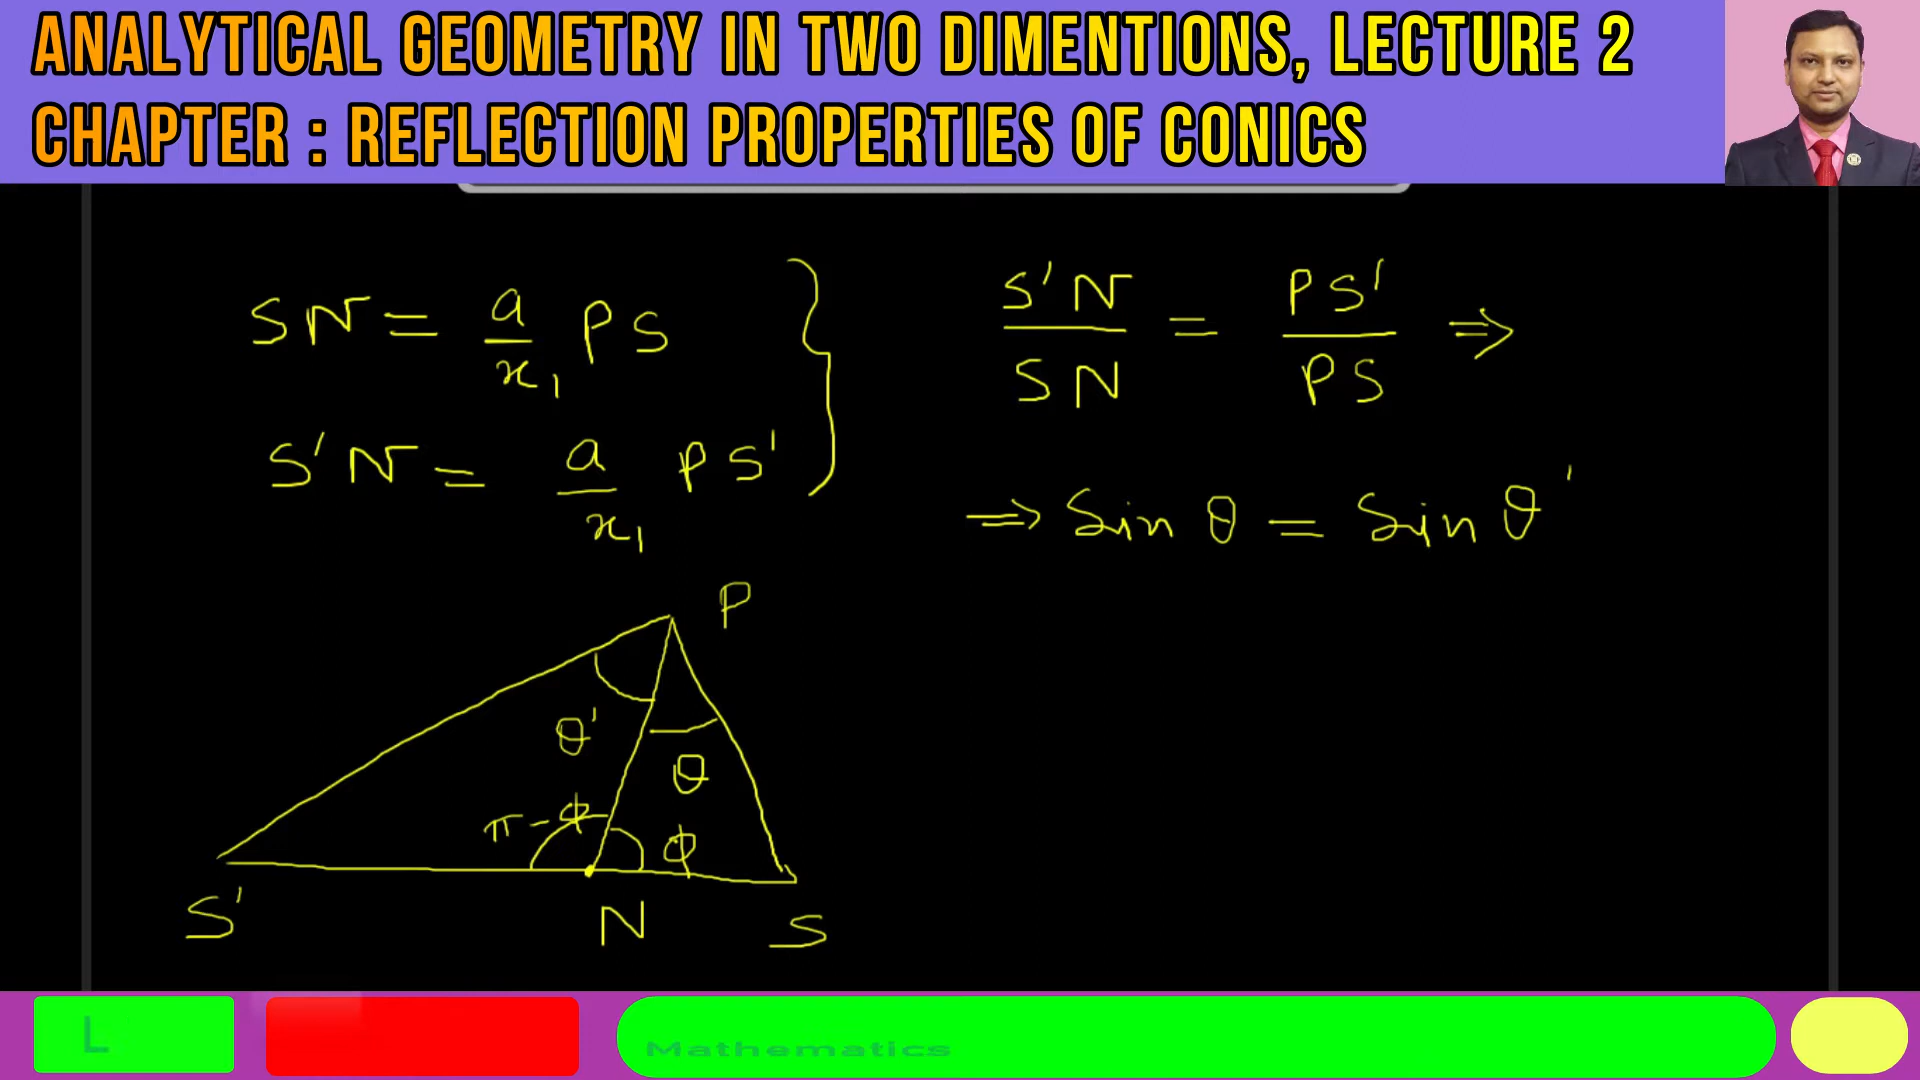 ANALYTICAL GEOMETRY IN TWO DIMENTIONS, LECTURE 2
CHAPTER : REFLECTION PROPERTIES OF CONICS
SN = a/x₁ PS
S'N = a/x₁ PS'
S'N/SN = PS'/PS ⇒
⇒ Sin θ = Sin θ'
P
θ'
θ
π - ϕ
ϕ
S'
N
S
L
Mathematics